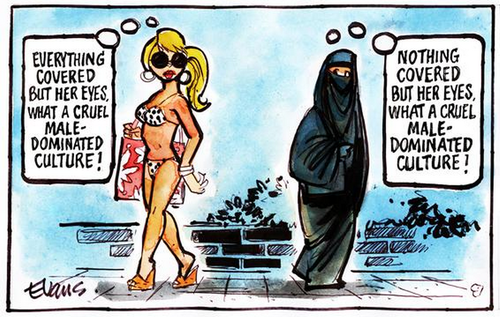 EVERYTHING
COVERED
BUT HER EYES,
WHAT A CRUEL
MALE-
DOMINATED
CULTURE!
NOTHING
COVERED
BUT HER EYES,
WHAT A CRUEL
MALE-
DOMINATED
CULTURE!
EVANS